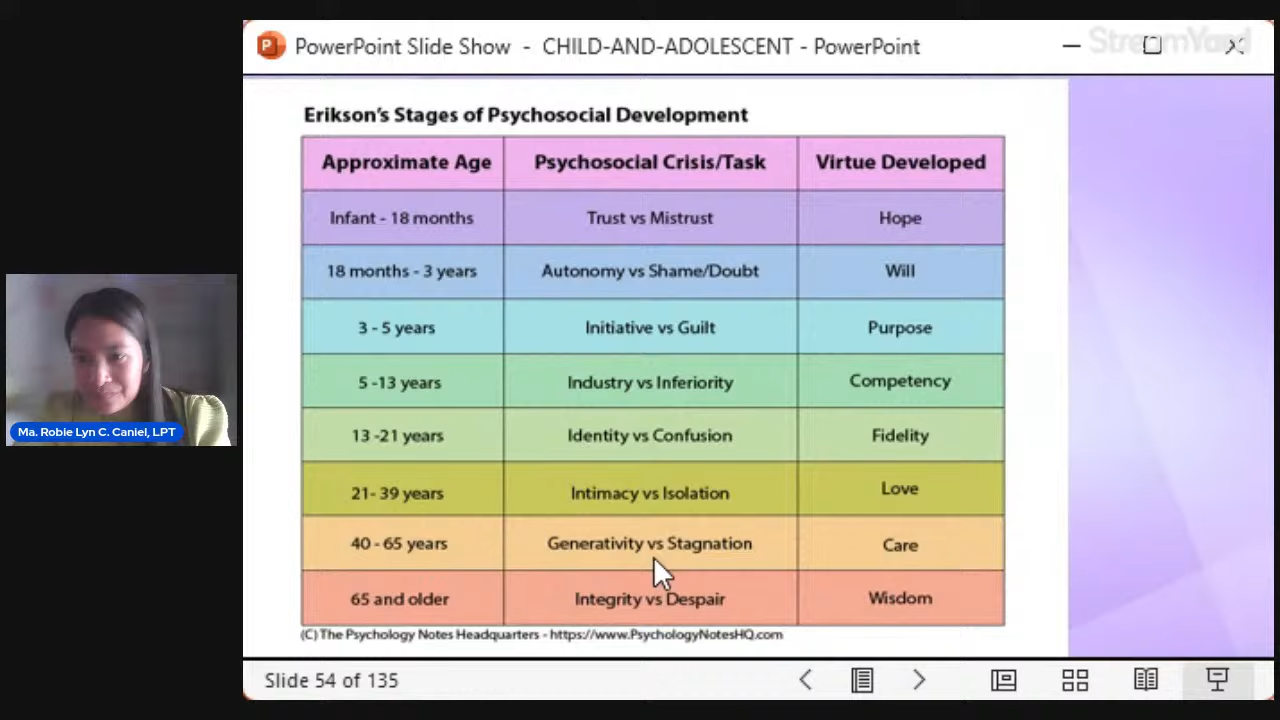 PowerPoint Slide Show - CHILD-AND-ADOLESCENT - PowerPoint
StreamYard
Erikson's Stages of Psychosocial Development
Approximate Age Psychosocial Crisis/Task Virtue Developed
Infant - 18 months Trust vs Mistrust Hope
18 months - 3 years Autonomy vs Shame/Doubt Will
3 - 5 years Initiative vs Guilt Purpose
5 -13 years Industry vs Inferiority Competency
13 -21 years Identity vs Confusion Fidelity
21- 39 years Intimacy vs Isolation Love
40 - 65 years Generativity vs Stagnation Care
65 and older Integrity vs Despair Wisdom
(C) The Psychology Notes Headquarters - https://www.PsychologyNotesHQ.com
Ma. Robie Lyn C. Caniel, LPT
Slide 54 of 135